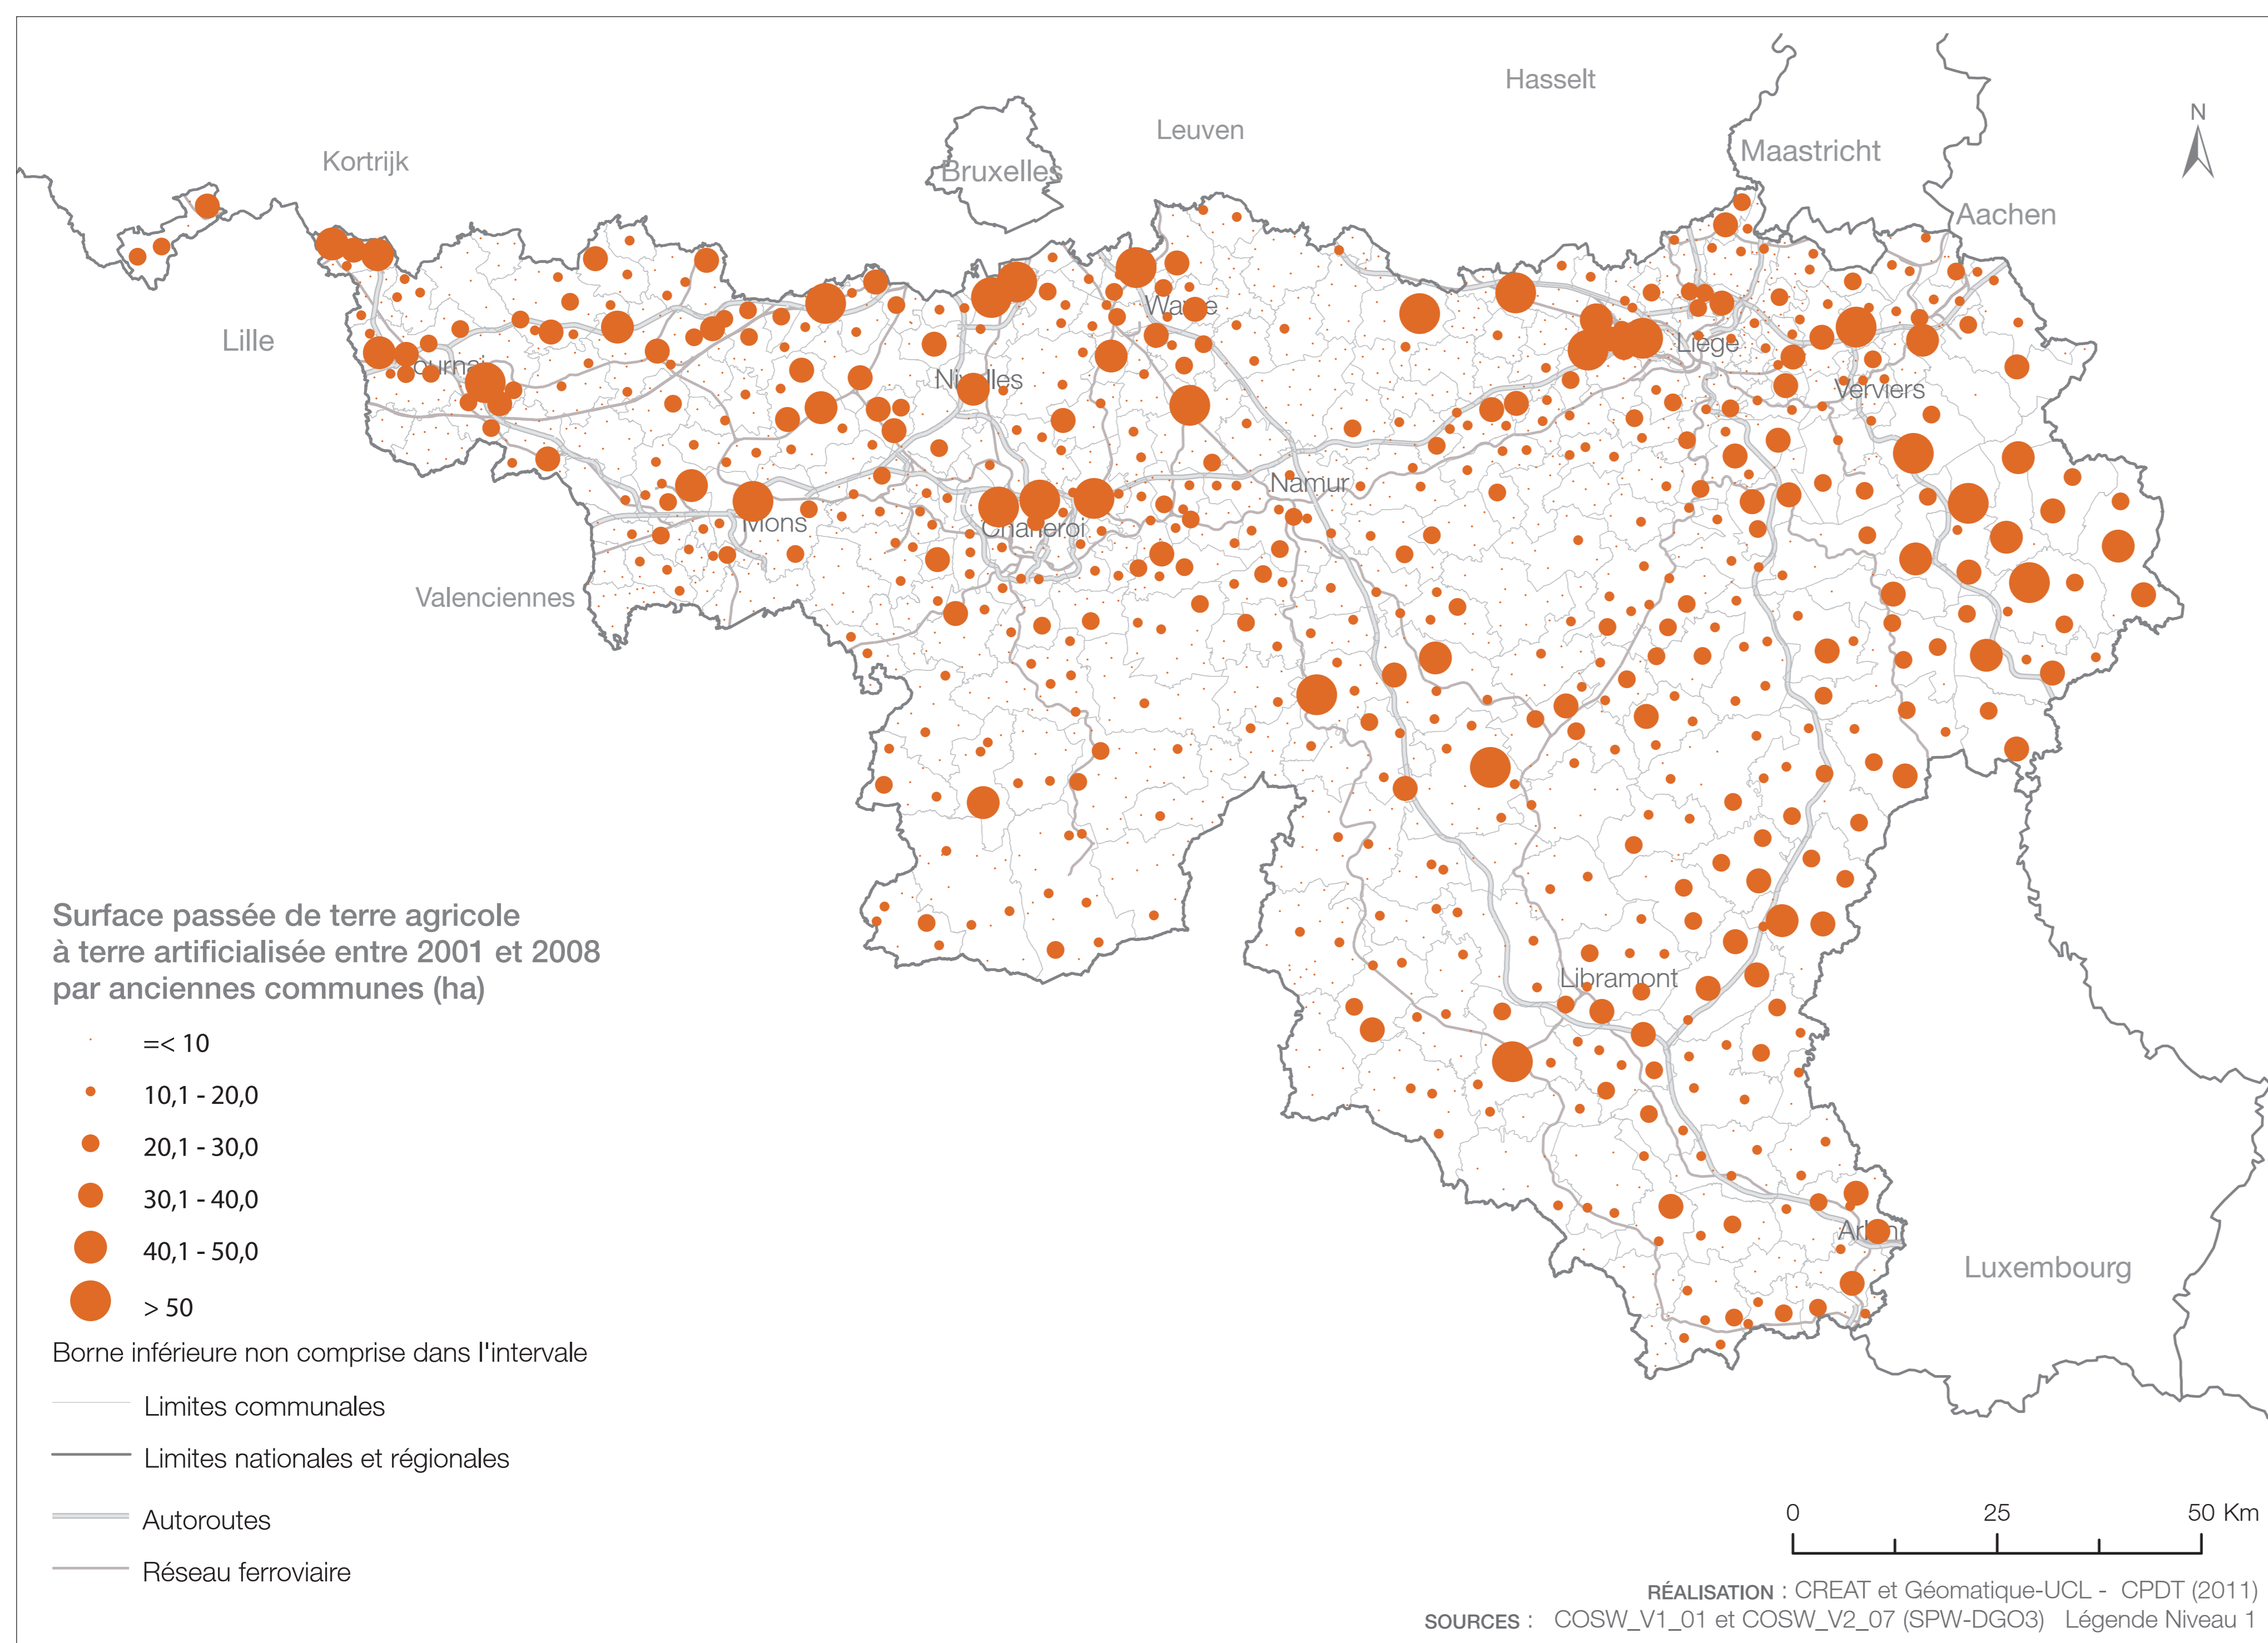 Hasselt
Leuven
Kortrijk
Maastricht
Bruxelles
N
Aachen
Wavre
Lille
Liège
Tournai
Nivelles
Verviers
Namur
Mons
Charleroi
Valenciennes
Libramont
Arlon
Luxembourg
Surface passée de terre agricole
à terre artificialisée entre 2001 et 2008
par anciennes communes (ha)
=< 10
10,1 - 20,0
20,1 - 30,0
30,1 - 40,0
40,1 - 50,0
> 50
Borne inférieure non comprise dans l'intervale
Limites communales
Limites nationales et régionales
Autoroutes
Réseau ferroviaire
0 25 50 Km
RÉALISATION : CREAT et Géomatique-UCL - CPDT (2011)
SOURCES : COSW_V1_01 et COSW_V2_07 (SPW-DGO3) Légende Niveau 1